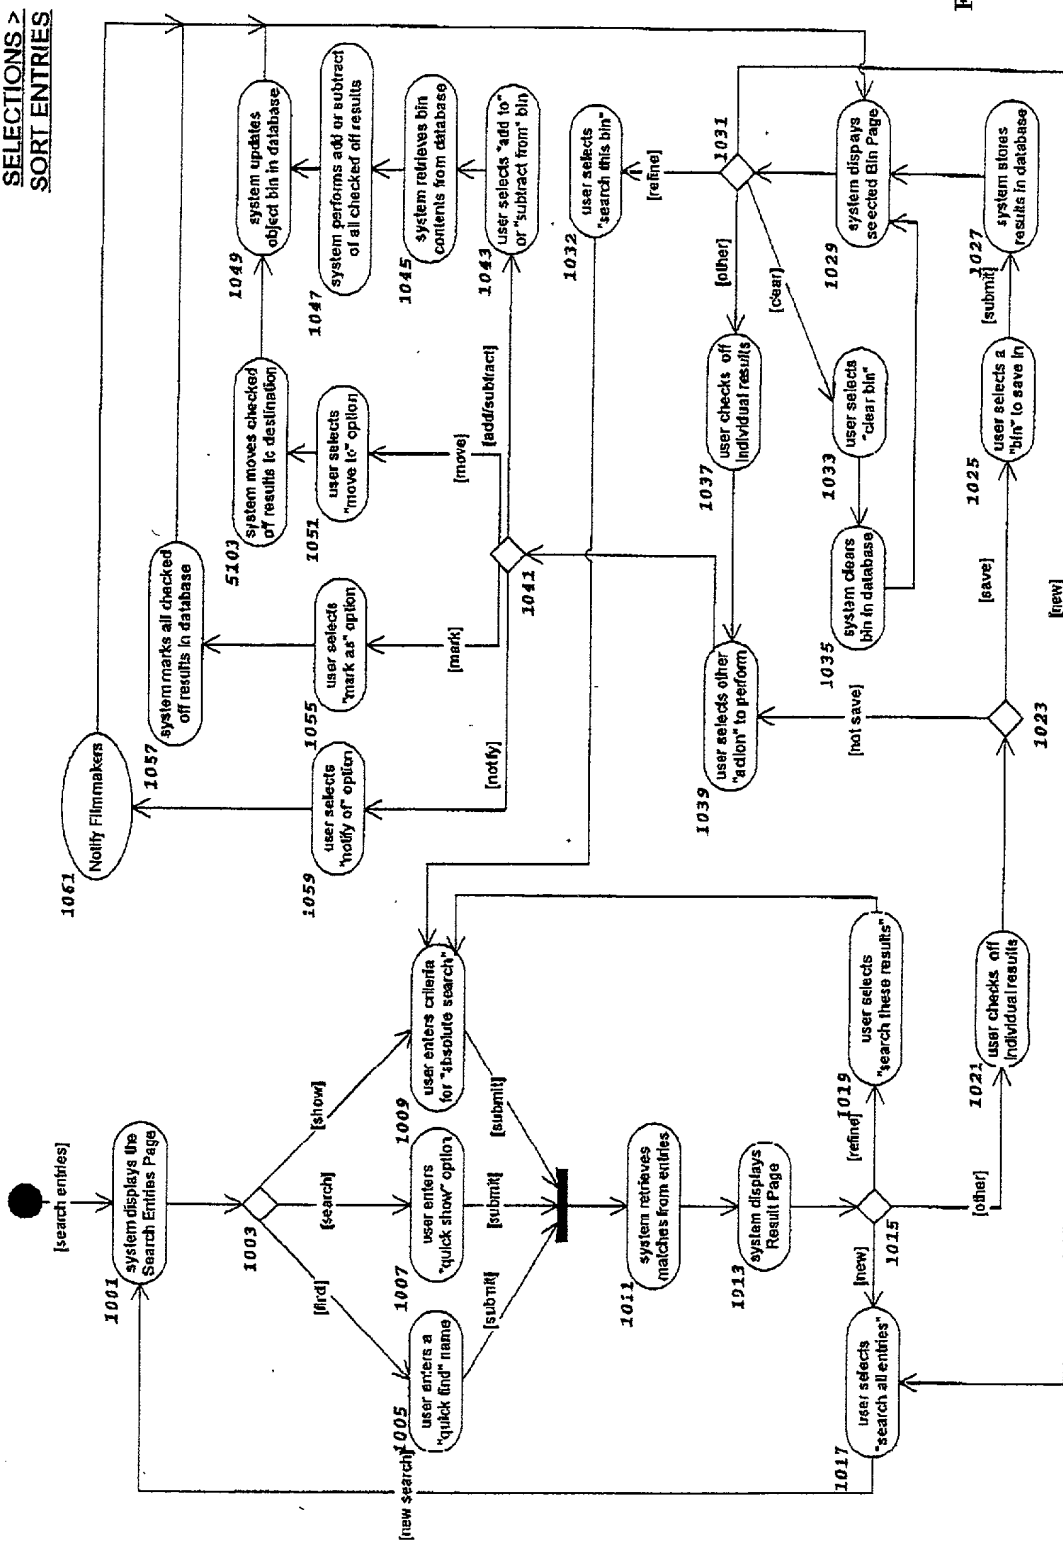 SELECTIONS >
SORT ENTRIES
[search entries]
1001
system displays the
Search Entries Page
1003
[find]
[search]
[show]
1005
user enters a
"quick find" name
1007
user enters
"quick show" option
1009
user enters criteria
for "absolute search"
[submit]
[submit]
[submit]
1011
system retrieves
matches from entries
1013
system displays
Result Page
1015
[new]
[refine]
[other]
1017
user selects
"search all entries"
[new search]
1019
user selects
"search these results"
1021
user checks off
individual results
1023
[save]
[not save]
1025
user selects a
"bin" to save in
[submit]
1027
system stores
results in database
1029
system displays
selected Bin Page
1031
[refine]
[other]
[clear]
[new]
1032
user selects
"search this bin"
1033
user selects
"clear bin"
1035
system clears
bin in database
1037
user checks off
individual results
1039
user selects other
"action" to perform
1041
[notify]
[mark]
[move]
[add/subtract]
1043
user selects "add to"
or "subtract from" bin
1045
system retrieves bin
contents from database
1047
system performs add or subtract
of all checked off results
1049
system updates
object bin in database
1051
user selects
"move to" option
5103
system moves checked
off results to destination
1055
user selects
"mark as" option
1057
system marks all checked
off results in database
1059
user selects
"notify of" option
1061
Notify Filmmakers
F